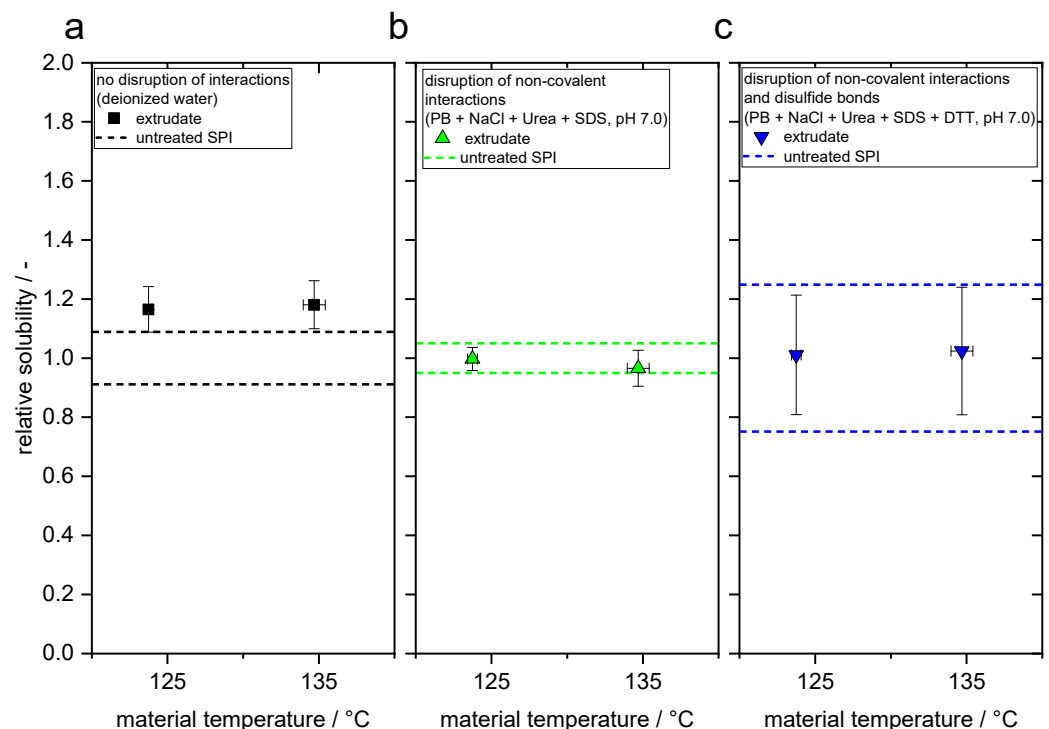 a
b
c
no disruption of interactions
(deionized water)
extrudate
untreated SPI
disruption of non-covalent
interactions
(PB + NaCl + Urea + SDS, pH 7.0)
extrudate
untreated SPI
disruption of non-covalent interactions
and disulfide bonds
(PB + NaCl + Urea + SDS + DTT, pH 7.0)
extrudate
untreated SPI
relative solubility / -
2.0
1.8
1.6
1.4
1.2
1.0
0.8
0.6
0.4
0.2
0.0
125
135
125
135
125
135
material temperature / °C
material temperature / °C
material temperature / °C